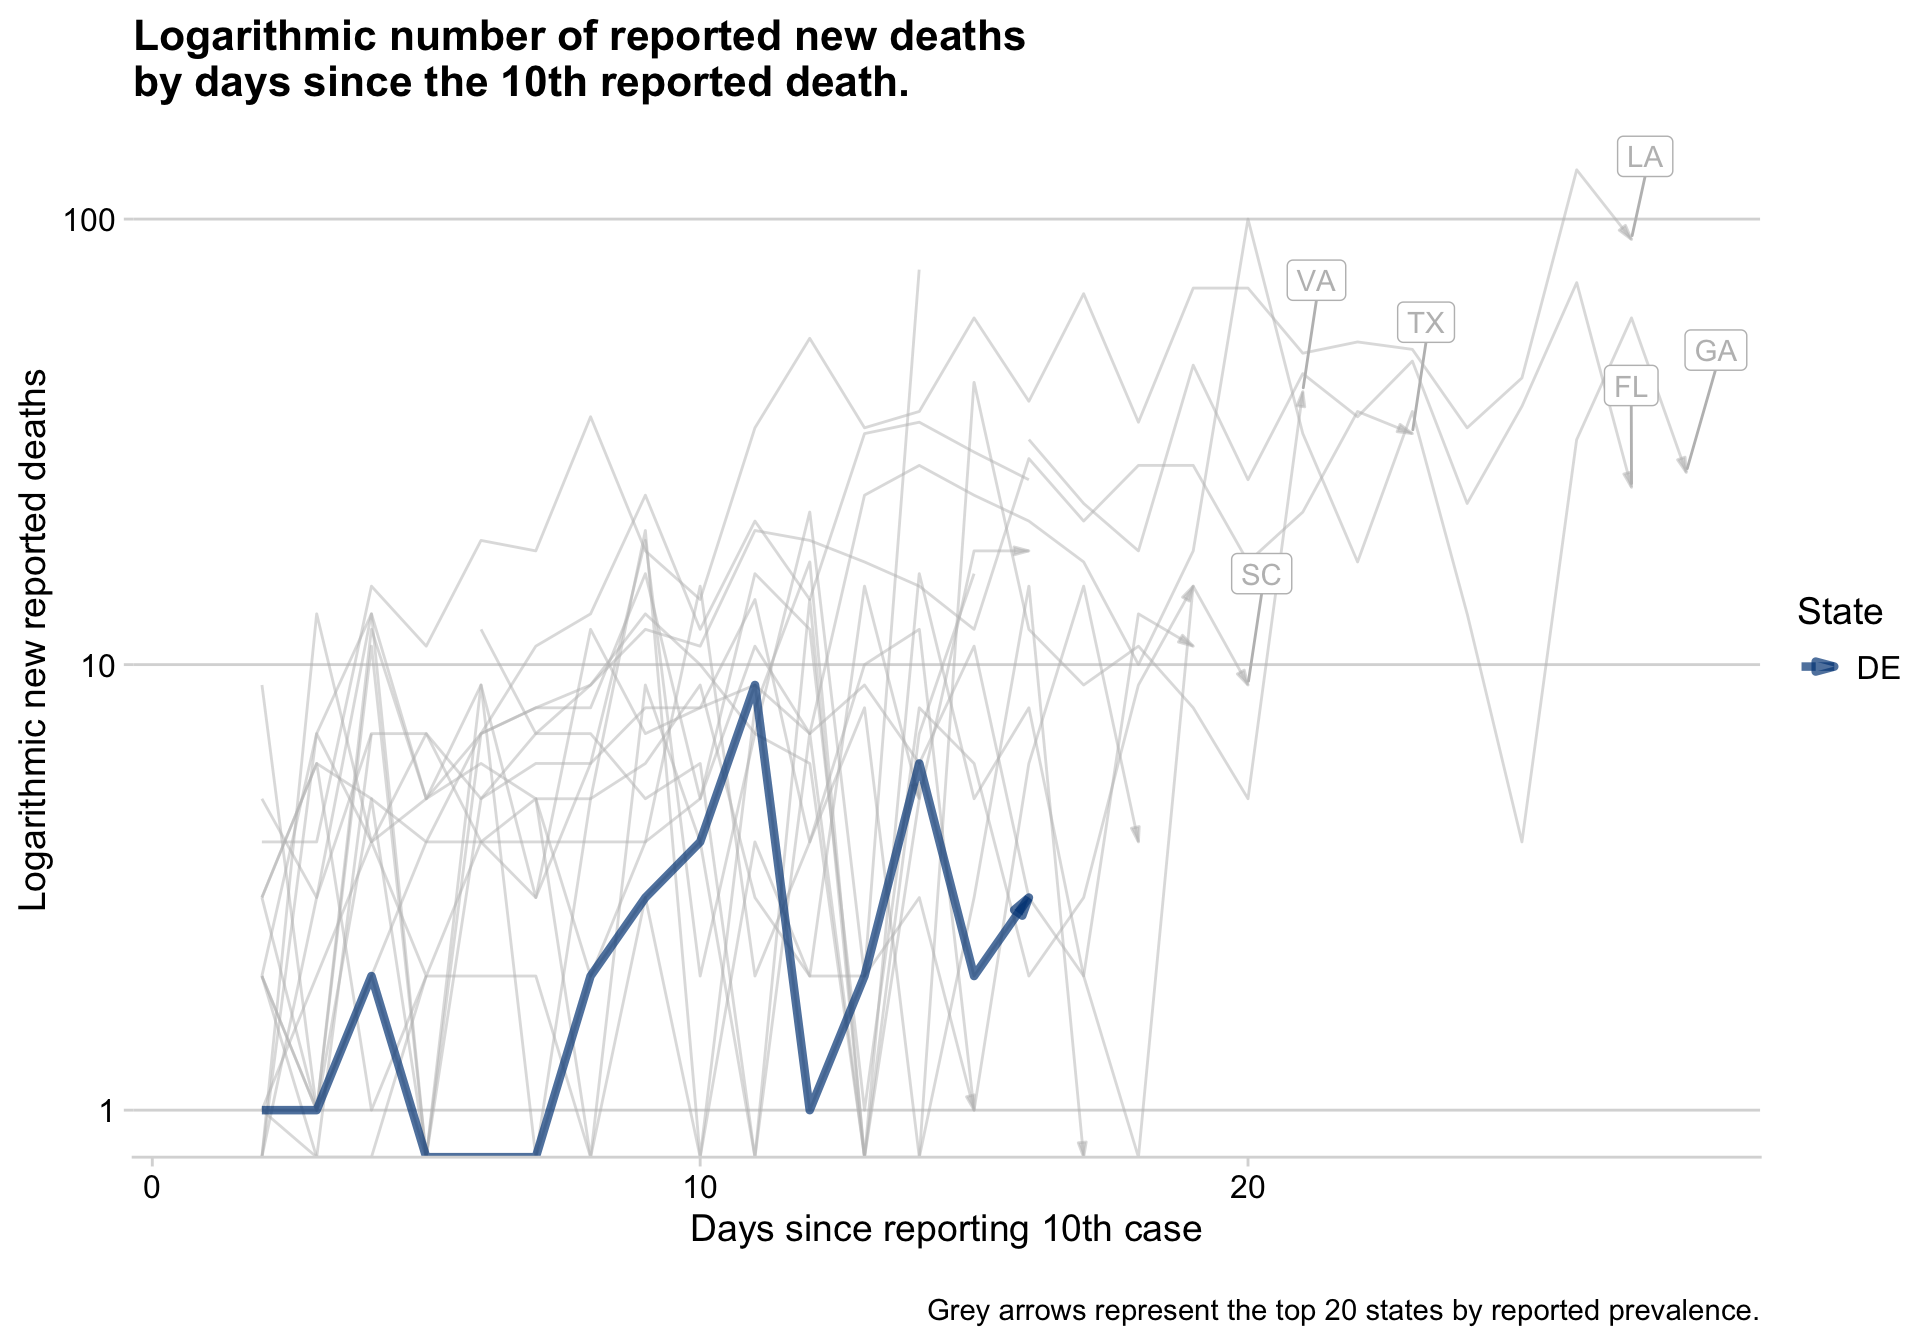 Logarithmic number of reported new deaths
by days since the 10th reported death.
LA
100
VA
TX
GA
FL
SC
10
1
Logarithmic new reported deaths
State
DE
0
10
20
Days since reporting 10th case
Grey arrows represent the top 20 states by reported prevalence.